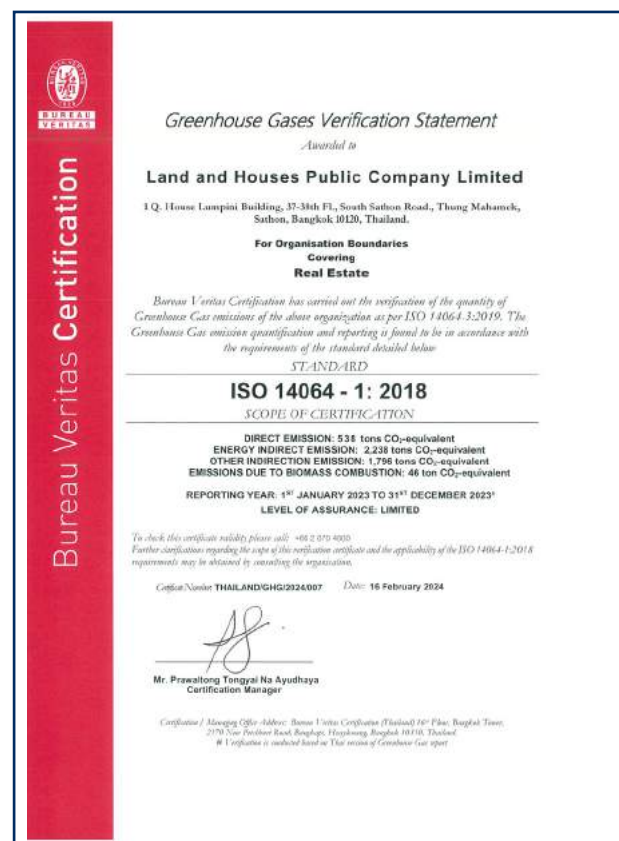 BUREAU VERITAS
1828
BUREAU
VERITAS
Bureau Veritas Certification
Greenhouse Gases Verification Statement
Awarded to
Land and Houses Public Company Limited
1 Q. House Lumpini Building, 37-38th Fl., South Sathon Road., Thung Mahamek,
Sathon, Bangkok 10120, Thailand.
For Organisation Boundaries
Covering
Real Estate
Bureau Veritas Certification has carried out the verification of the quantity of
Greenhouse Gas emissions of the above organization as per ISO 14064-3:2019. The
Greenhouse Gas emission quantification and reporting is found to be in accordance with
the requirements of the standard detailed below
STANDARD
ISO 14064 - 1: 2018
SCOPE OF CERTIFICATION
DIRECT EMISSION: 538 tons CO₂-equivalent
ENERGY INDIRECT EMISSION: 2,238 tons CO₂-equivalent
OTHER INDIRECTION EMISSION: 1,796 tons CO₂-equivalent
EMISSIONS DUE TO BIOMASS COMBUSTION: 46 ton CO₂-equivalent
REPORTING YEAR: 1ST JANUARY 2023 TO 31ST DECEMBER 2023
LEVEL OF ASSURANCE: LIMITED
To check this certificate validity please call: +66 2 670 4800
Further clarifications regarding the scope of this verification certificate and the applicability of the ISO 14064-1:2018
requirements may be obtained by consulting the organisation.
Certificat Number: THAILAND/GHG/2024/007 Date: 16 February 2024
Mr. Prawaitong Tongyai Na Ayudhaya
Certification Manager
Certification / Managing Office Address: Bureau Veritas Certification (Thailand) 16th Floor, Bangkok Tower,
2170 New Petchburi Road, Bangkapi, Huaykwang, Bangkok 10310, Thailand.
# Verification is conducted based on Thai version of Greenhouse Gas report